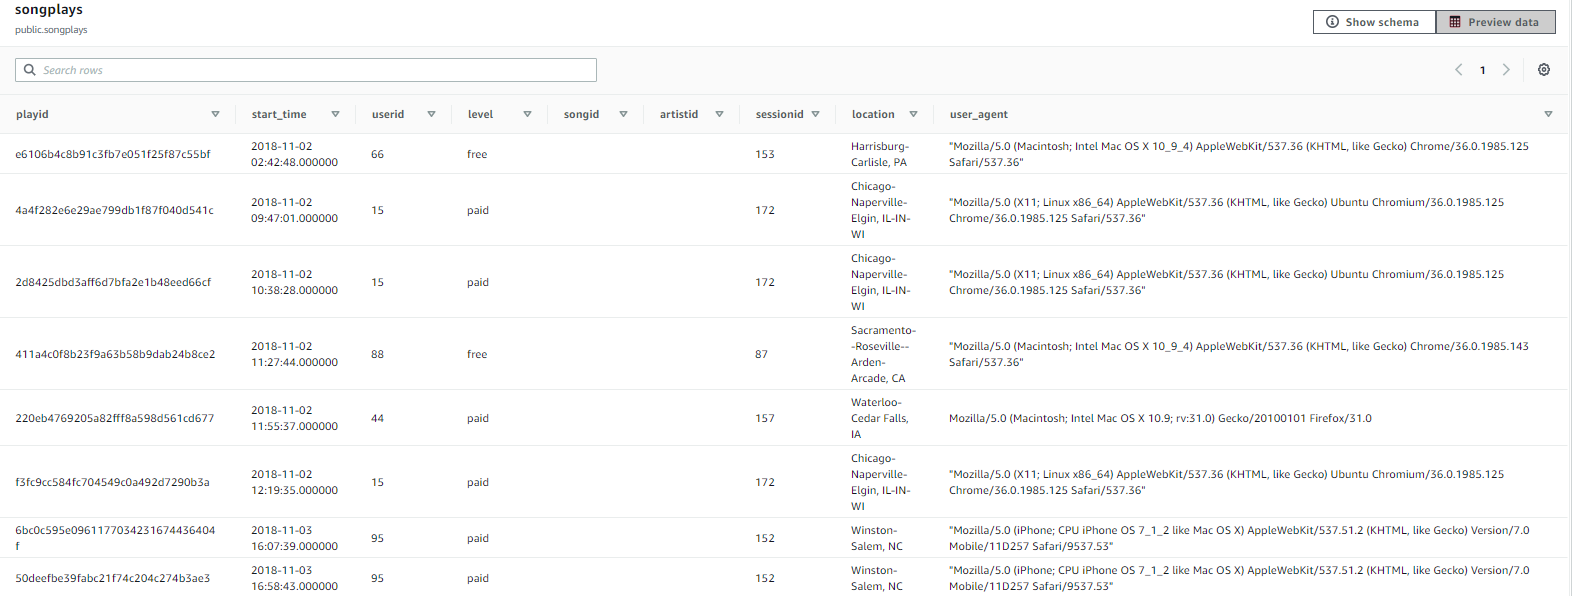 songplays
public.songplays
Show schema
Preview data
Search rows
1
playid start_time userid level songid artistid sessionid location user_agent
e6106b4c8b91c3fb7e051f25f87c55bf
2018-11-02
02:42:48.000000
66
free
153
Harrisburg-
Carlisle, PA
"Mozilla/5.0 (Macintosh; Intel Mac OS X 10_9_4) AppleWebKit/537.36 (KHTML, like Gecko) Chrome/36.0.1985.125
Safari/537.36"
4a4f282e6e29ae799db1f87f040d541c
2018-11-02
09:47:01.000000
15
paid
172
Chicago-
Naperville-
Elgin, IL-IN-
WI
"Mozilla/5.0 (X11; Linux x86_64) AppleWebKit/537.36 (KHTML, like Gecko) Ubuntu Chromium/36.0.1985.125
Chrome/36.0.1985.125 Safari/537.36"
2d8425dbd3aff6d7bfa2e1b48eed66cf
2018-11-02
10:38:28.000000
15
paid
172
Chicago-
Naperville-
Elgin, IL-IN-
WI
"Mozilla/5.0 (X11; Linux x86_64) AppleWebKit/537.36 (KHTML, like Gecko) Ubuntu Chromium/36.0.1985.125
Chrome/36.0.1985.125 Safari/537.36"
411a4c0f8b23f9a63b58b9dab24b8ce2
2018-11-02
11:27:44.000000
88
free
87
Sacramento-
-Roseville--
Arden-
Arcade, CA
"Mozilla/5.0 (Macintosh; Intel Mac OS X 10_9_4) AppleWebKit/537.36 (KHTML, like Gecko) Chrome/36.0.1985.143
Safari/537.36"
220eb4769205a82fff8a598d561cd677
2018-11-02
11:55:37.000000
44
paid
157
Waterloo-
Cedar Falls,
IA
Mozilla/5.0 (Macintosh; Intel Mac OS X 10.9; rv:31.0) Gecko/20100101 Firefox/31.0
f3fc9cc584fc704549c0a492d7290b3a
2018-11-02
12:19:35.000000
15
paid
172
Chicago-
Naperville-
Elgin, IL-IN-
WI
"Mozilla/5.0 (X11; Linux x86_64) AppleWebKit/537.36 (KHTML, like Gecko) Ubuntu Chromium/36.0.1985.125
Chrome/36.0.1985.125 Safari/537.36"
6bc0c595e0961177034231674436404
f
2018-11-03
16:07:39.000000
95
paid
152
Winston-
Salem, NC
"Mozilla/5.0 (iPhone; CPU iPhone OS 7_1_2 like Mac OS X) AppleWebKit/537.51.2 (KHTML, like Gecko) Version/7.0
Mobile/11D257 Safari/9537.53"
50deefbe39fabc21f74c204c274b3ae3
2018-11-03
16:58:43.000000
95
paid
152
Winston-
Salem, NC
"Mozilla/5.0 (iPhone; CPU iPhone OS 7_1_2 like Mac OS X) AppleWebKit/537.51.2 (KHTML, like Gecko) Version/7.0
Mobile/11D257 Safari/9537.53"